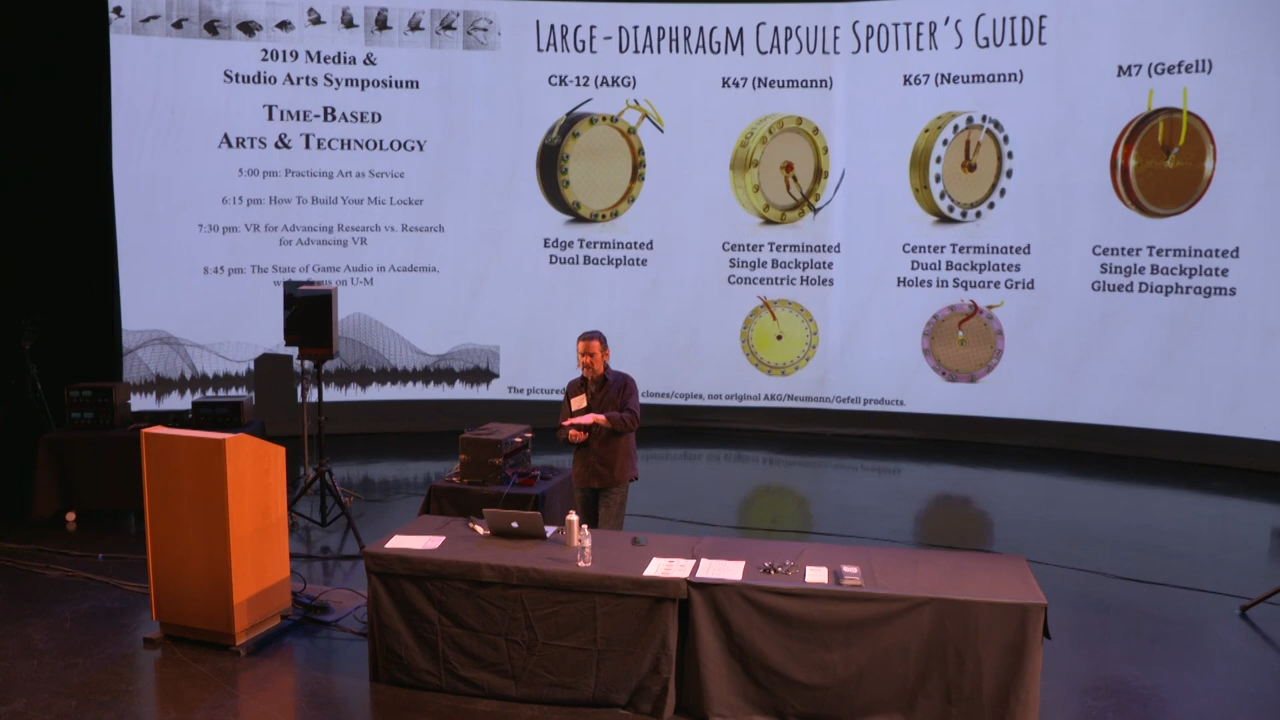 2019 Media &
Studio Arts Symposium
TIME-BASED
ARTS & TECHNOLOGY
5:00 pm: Practicing Art as Service
6:15 pm: How To Build Your Mic Locker
7:30 pm: VR for Advancing Research vs. Research
for Advancing VR
8:45 pm: The State of Game Audio in Academia,
on U-M
LARGE-DIAPHRAGM CAPSULE SPOTTER'S GUIDE
CK-12 (AKG)
Edge Terminated
Dual Backplate
K47 (Neumann)
Center Terminated
Single Backplate
Concentric Holes
K67 (Neumann)
Center Terminated
Dual Backplates
Holes in Square Grid
M7 (Gefell)
Center Terminated
Single Backplate
Glued Diaphragms
The pictured clones/copies, not original AKG/Neumann/Gefell products.